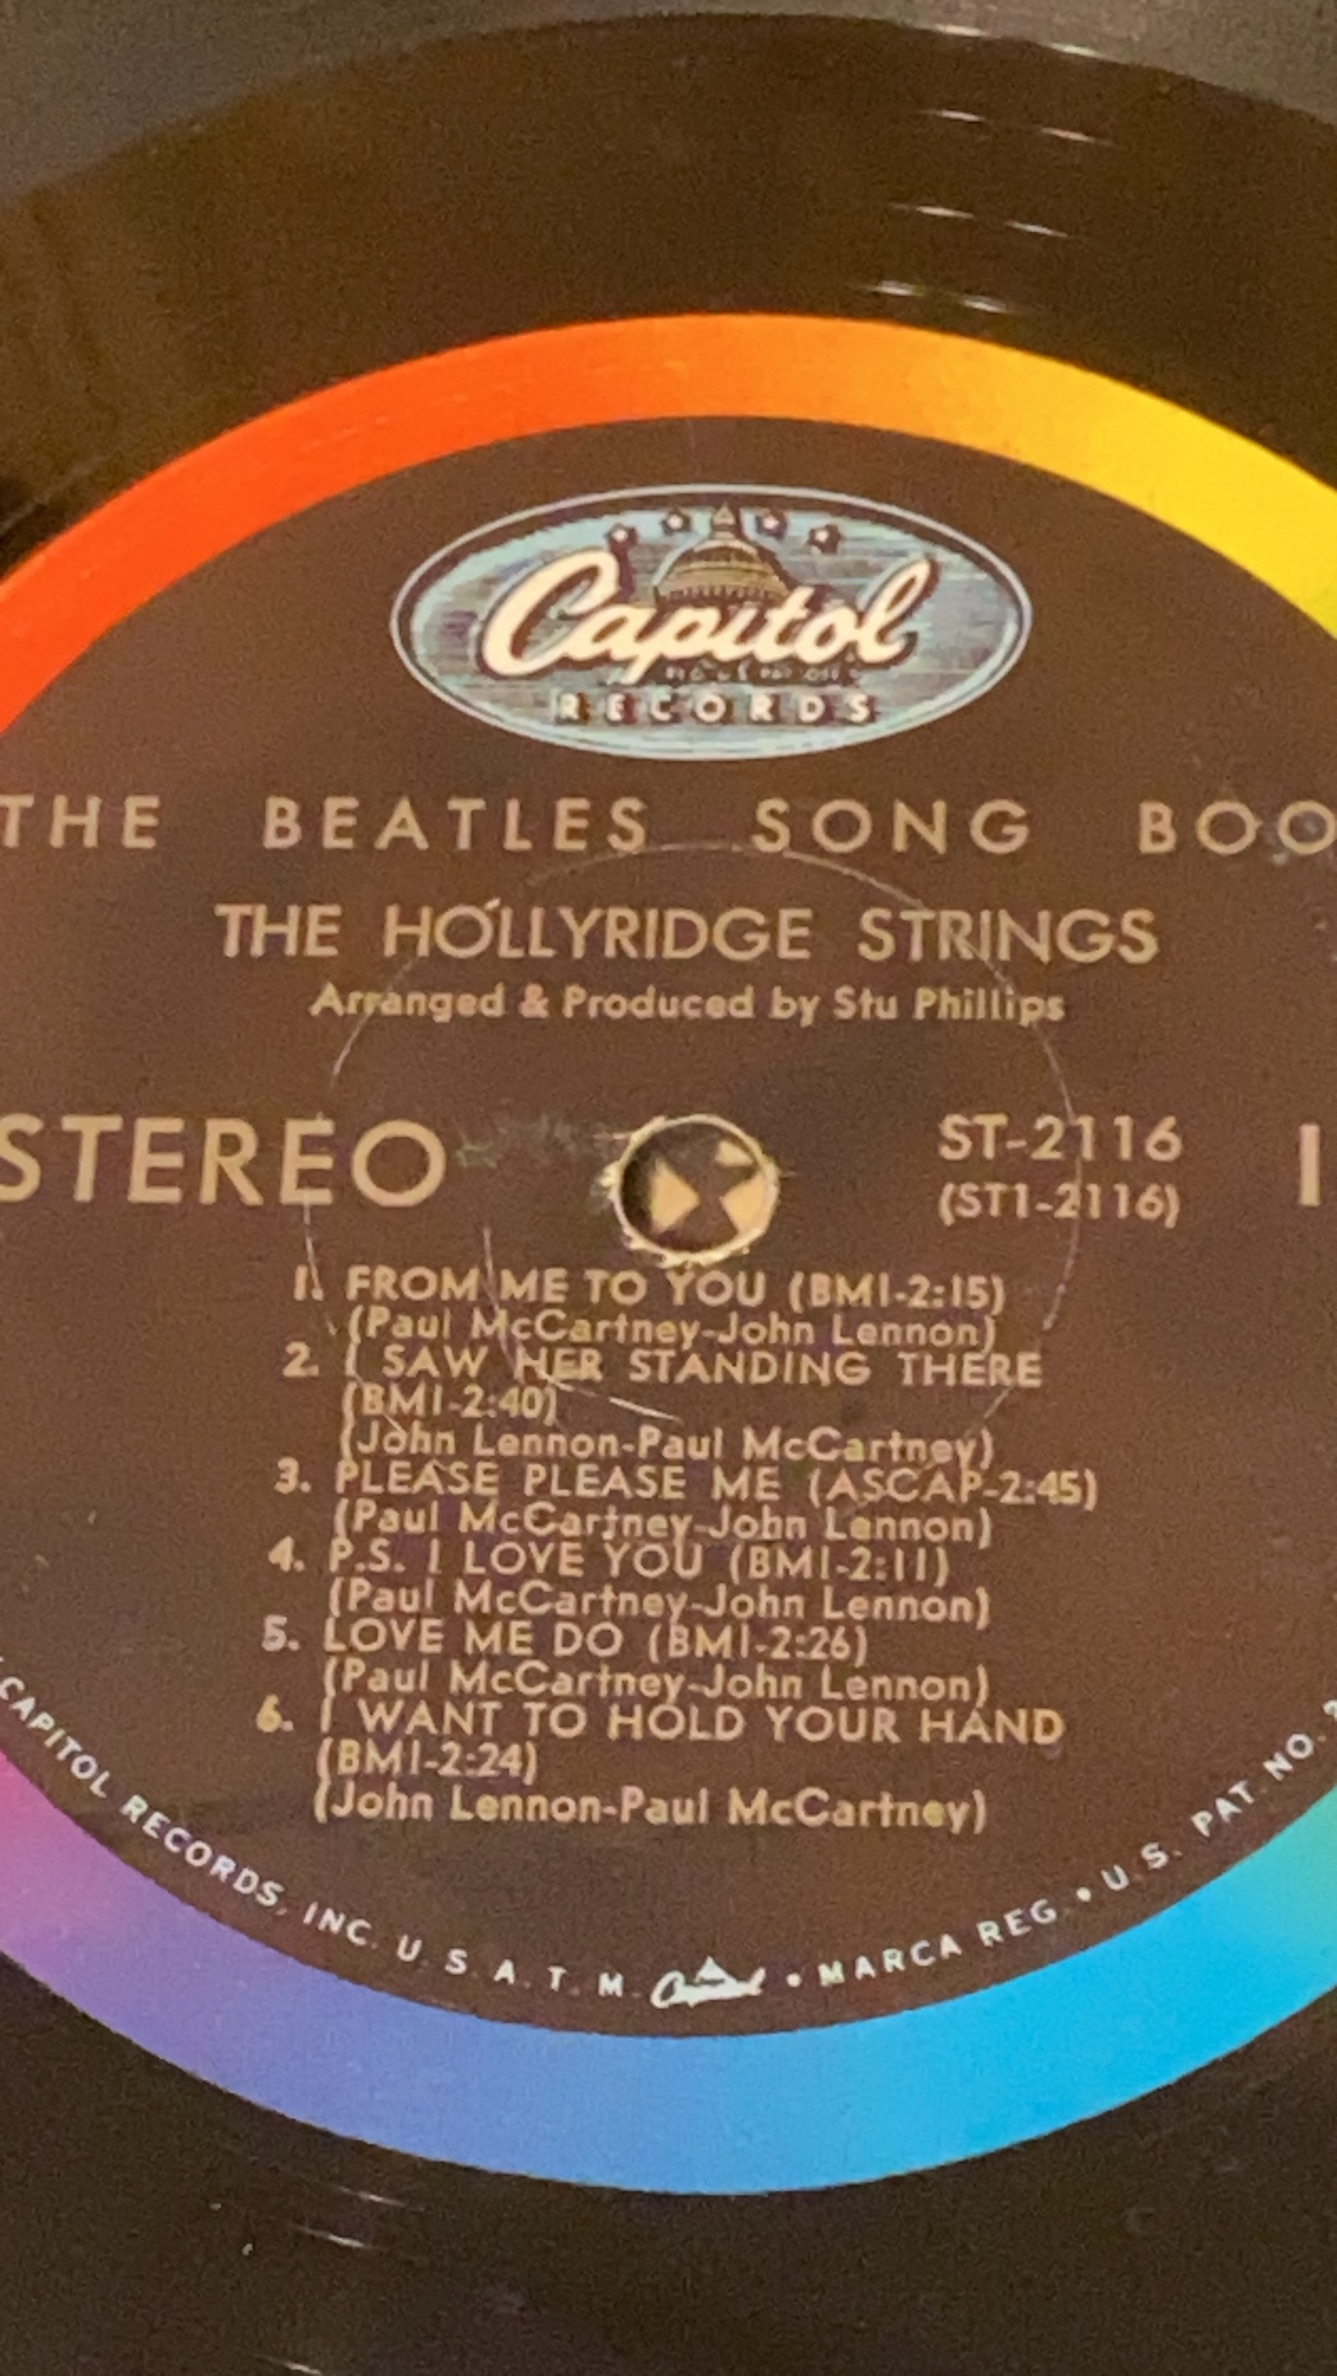 Capitol
RECORDS
THE BEATLES SONG BOO
THE HOLLYRIDGE STRINGS
Arranged & Produced by Stu Phillips
STEREO
ST-2116
(ST1-2116)
1
1. FROM ME TO YOU (BMI-2:15)
(Paul McCartney-John Lennon)
2. I SAW HER STANDING THERE
(BMI-2:40)
(John Lennon-Paul McCartney)
3. PLEASE PLEASE ME (ASCAP-2:45)
(Paul McCartney-John Lennon)
4. P.S. I LOVE YOU (BMI-2:11)
(Paul McCartney-John Lennon)
5. LOVE ME DO (BMI-2:26)
(Paul McCartney-John Lennon)
6. I WANT TO HOLD YOUR HAND
(BMI-2:24)
(John Lennon-Paul McCartney)
CAPITOL RECORDS, INC. U.S.A. T.M. Capitol • MARCA REG. • U.S. PAT. NO.